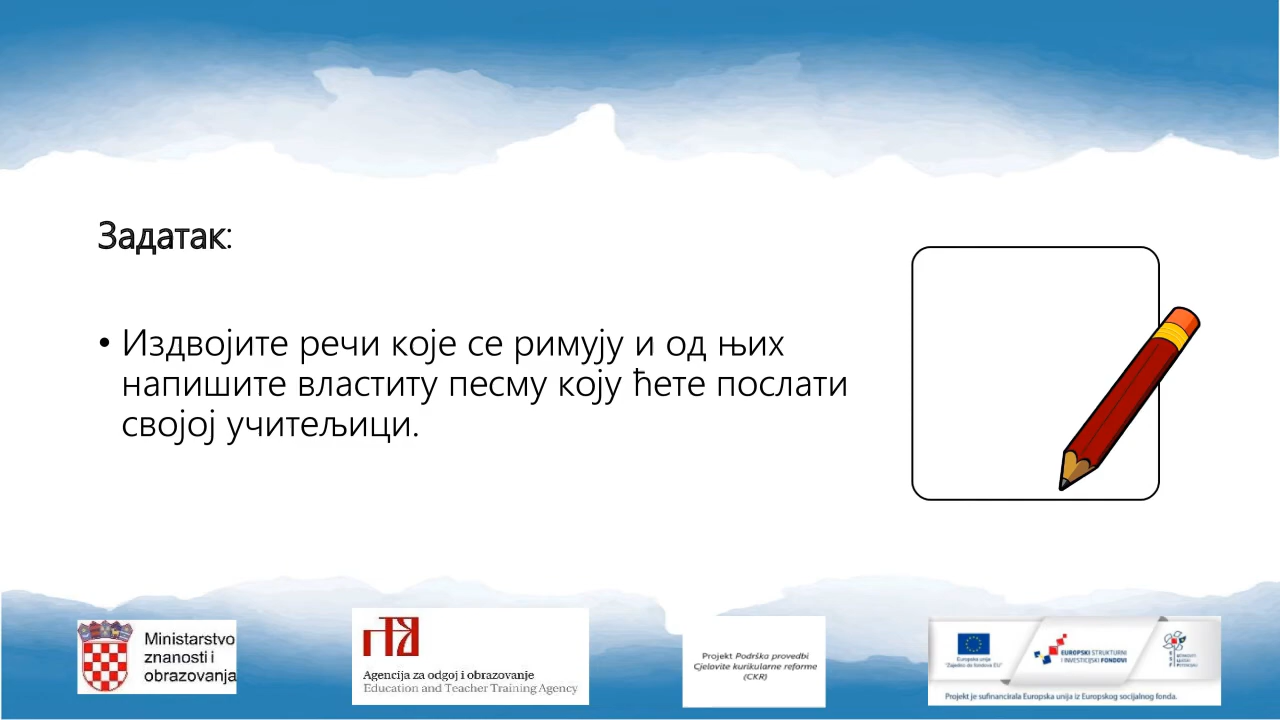 Задатак:
• Издвојите речи које се римују и од њих
напишите властиту песму коју ћете послати
својој учитељици.
Ministarstvo
znanosti i
obrazovanja
Agencija za odgoj i obrazovanje
Education and Teacher Training Agency
Projekt Podrška provedbi
Cjelovite kurikularne reforme
(CKR)
Europska unija
"Zajedno do fondova EU"
EUROPSKI STRUKTURNI
I INVESTICIJSKI FONDOVI
Projekt je sufinancirala Europska unija iz Europskog socijalnog fonda.